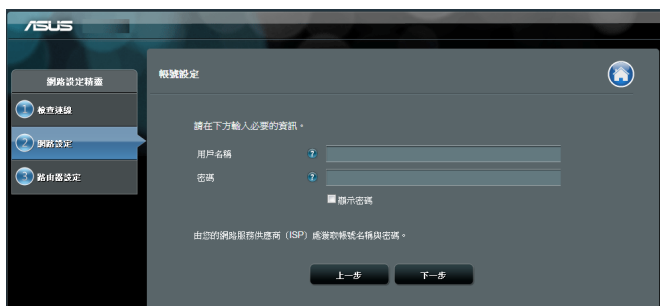 ASUS
網路設定精靈
1 檢查連線
2 網路設定
3 路由器設定
帳號設定
請在下方輸入必要的資訊。
用戶名稱 ?
密碼 ?
顯示密碼
由您的網路服務供應商（ISP）處獲取帳號名稱與密碼。
上一步 下一步